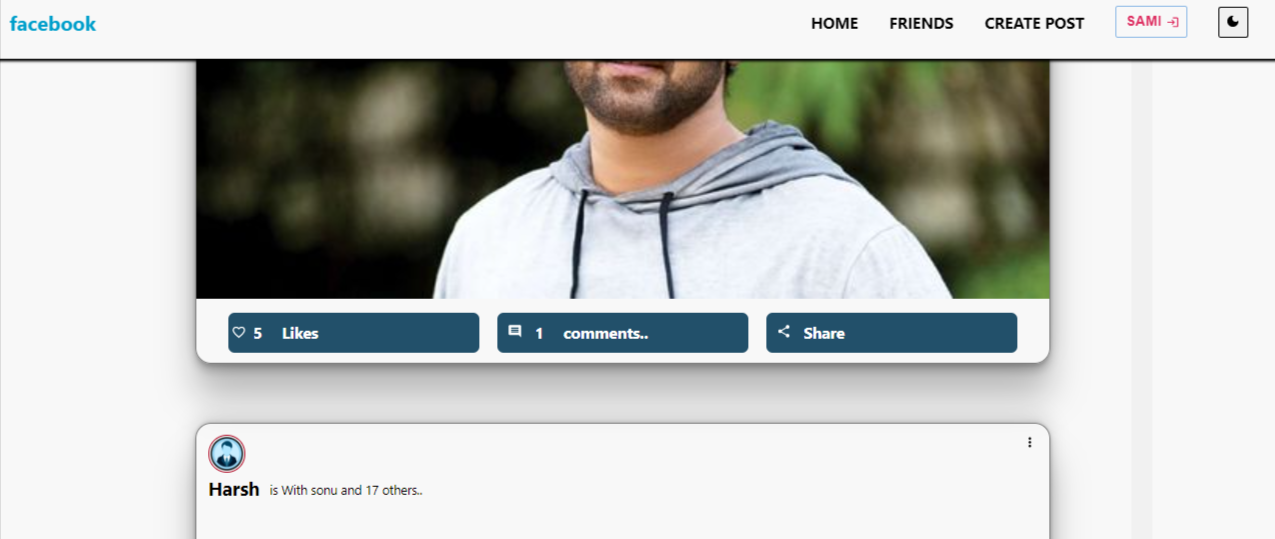 facebook HOME FRIENDS CREATE POST SAMI
5 Likes 1 comments.. Share
Harsh is With sonu and 17 others..